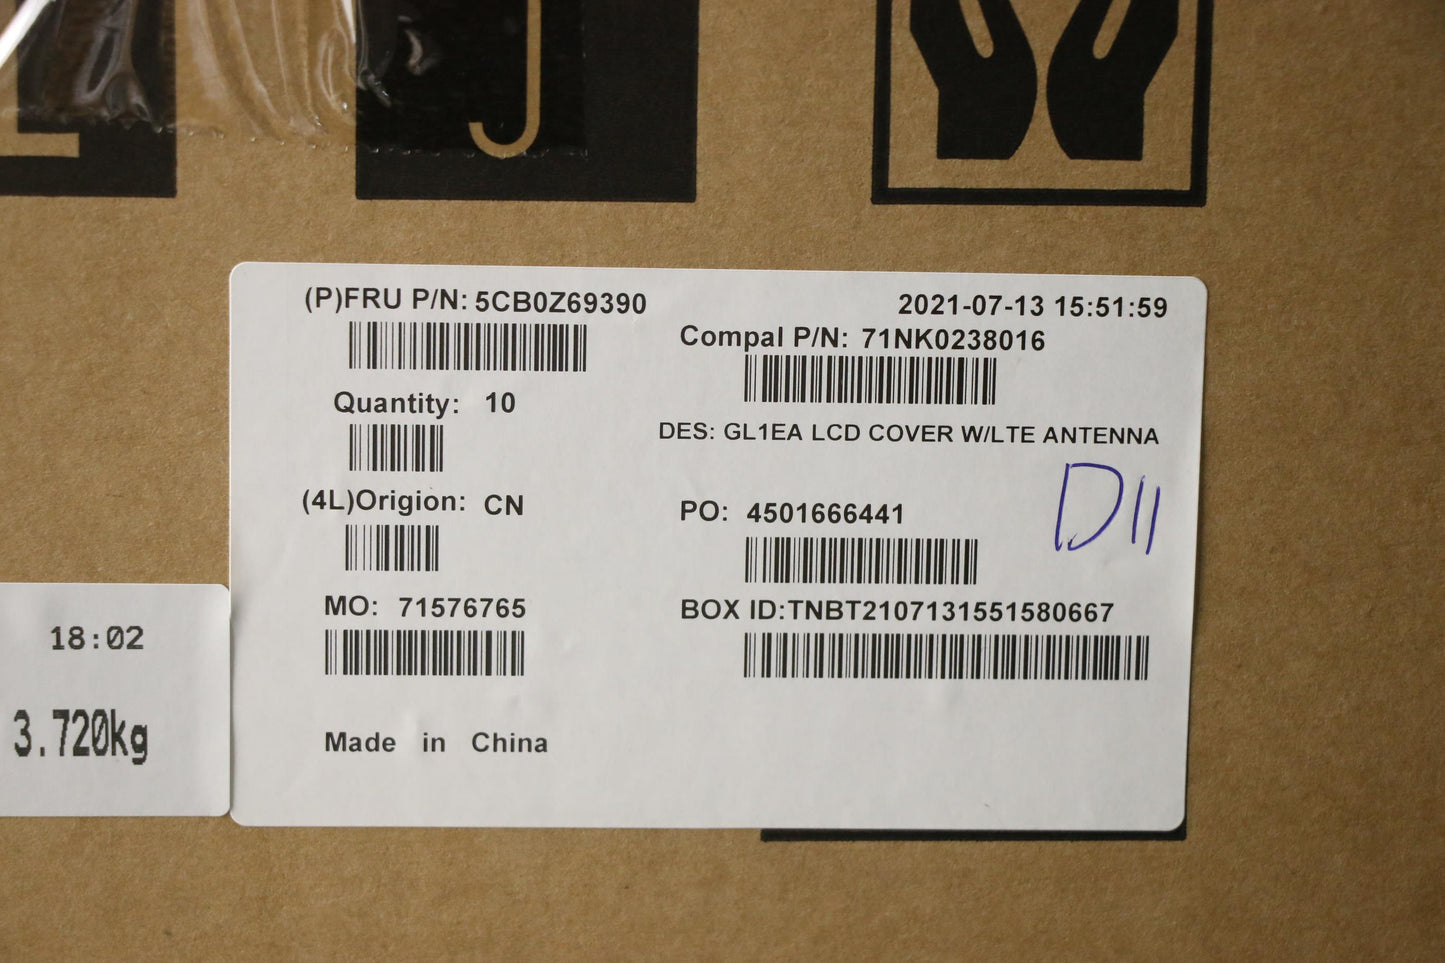 (P)FRU P/N: 5CB0Z69390
2021-07-13 15:51:59
Compal P/N: 71NK0238016
Quantity: 10
DES: GL1EA LCD COVER W/LTE ANTENNA
D11
(4L)Origion: CN
PO: 4501666441
MO: 71576765
BOX ID:TNBT2107131551580667
Made in China
18:02
3.720kg